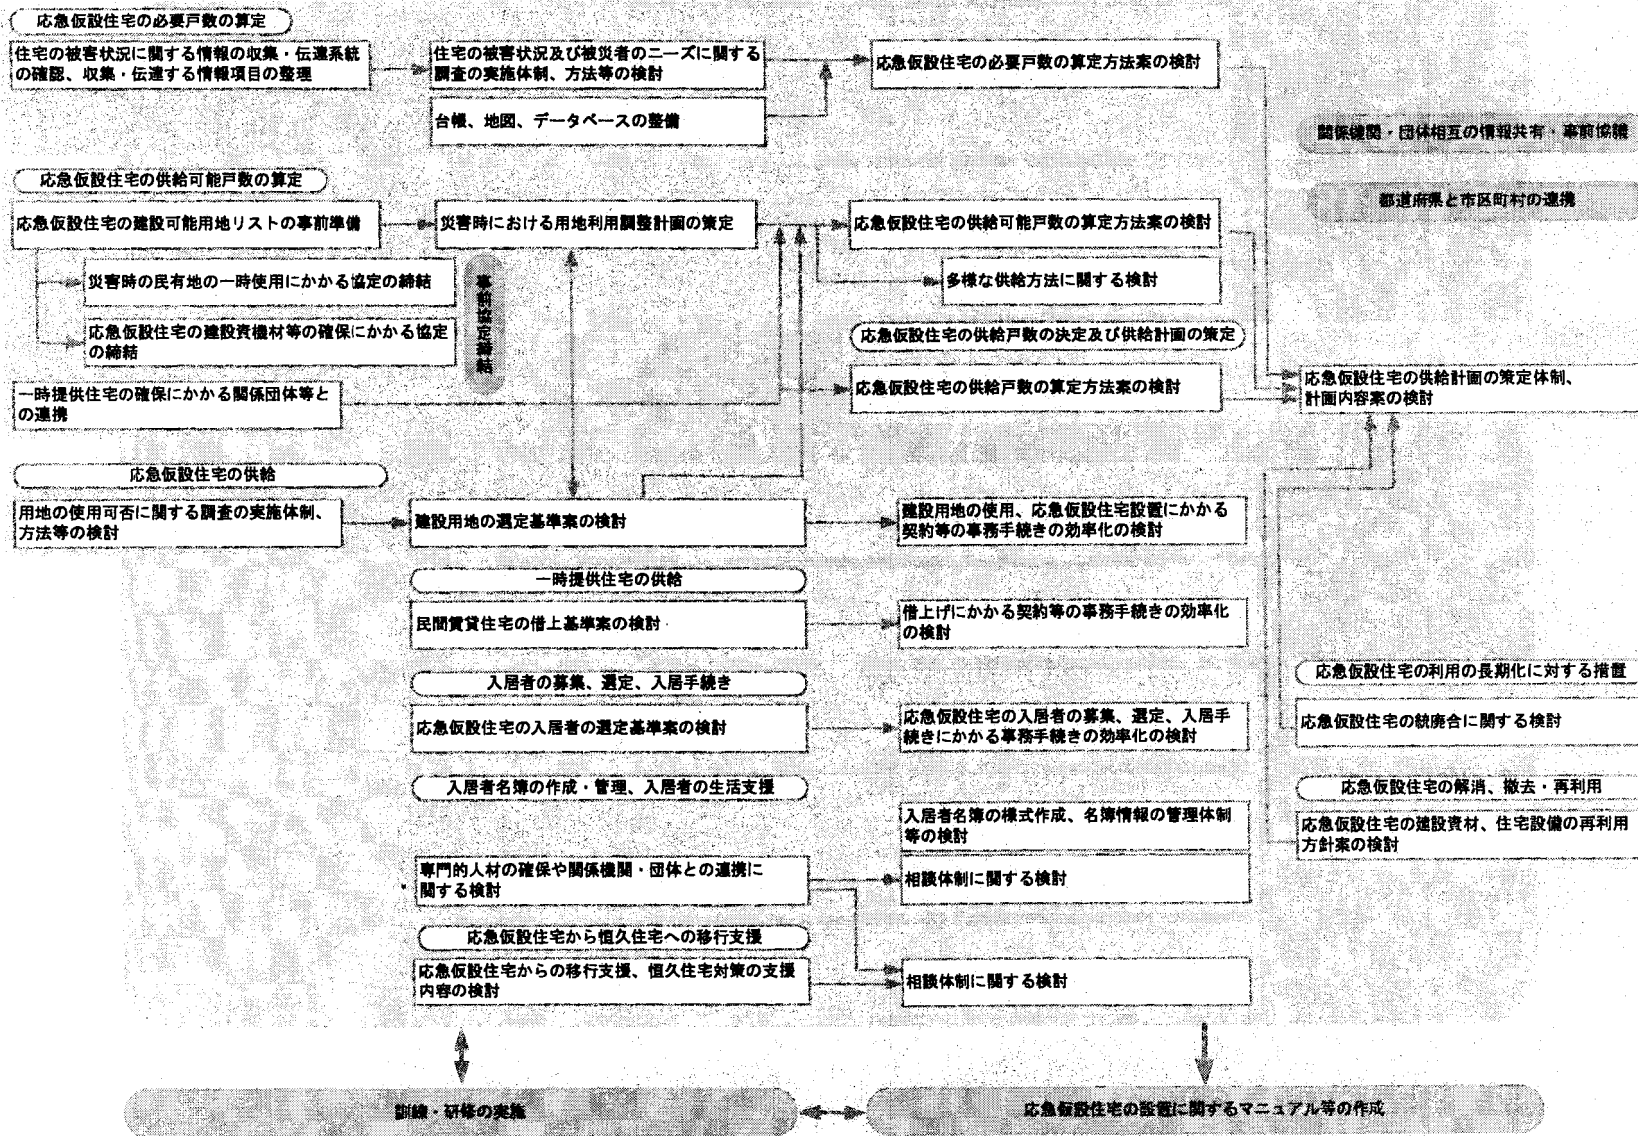 応急仮設住宅の必要戸数の算定
住宅の被害状況に関する情報の収集・伝達系統
の確認、収集・伝達する情報項目の整理
住宅の被害状況及び被災者のニーズに関する
調査の実施体制、方法等の検討
台帳、地図、データベースの整備
応急仮設住宅の必要戸数の算定方法案の検討
関係機関・団体相互の情報共有・事前協議
都道府県と市区町村の連携
応急仮設住宅の供給可能戸数の算定
応急仮設住宅の建設可能用地リストの事前準備
災害時における用地利用調整計画の策定
応急仮設住宅の供給可能戸数の算定方法案の検討
災害時の民有地の一時使用にかかる協定の締結
応急仮設住宅の建設資機材等の確保にかかる協定
の締結
事前協定締結
多様な供給方法に関する検討
応急仮設住宅の供給戸数の決定及び供給計画の策定
一時提供住宅の確保にかかる関係団体等と
の連携
応急仮設住宅の供給戸数の算定方法案の検討
応急仮設住宅の供給計画の策定体制、
計画内容案の検討
応急仮設住宅の供給
用地の使用可否に関する調査の実施体制、
方法等の検討
建設用地の選定基準案の検討
建設用地の使用、応急仮設住宅設置にかかる
契約等の事務手続きの効率化の検討
一時提供住宅の供給
民間賃貸住宅の借上基準案の検討
借上げにかかる契約等の事務手続きの効率化
の検討
入居者の募集、選定、入居手続き
応急仮設住宅の入居者の選定基準案の検討
応急仮設住宅の入居者の募集、選定、入居手
続きにかかる事務手続きの効率化の検討
応急仮設住宅の利用の長期化に対する措置
応急仮設住宅の統廃合に関する検討
入居者名簿の作成・管理、入居者の生活支援
入居者名簿の様式作成、名簿情報の管理体制
等の検討
専門的人材の確保や関係機関・団体との連携に
関する検討
相談体制に関する検討
応急仮設住宅の解消、撤去・再利用
応急仮設住宅の建設資材、住宅設備の再利用
方針案の検討
応急仮設住宅から恒久住宅への移行支援
応急仮設住宅からの移行支援、恒久住宅対策の支援
内容の検討
相談体制に関する検討
訓練・研修の実施
応急仮設住宅の設置に関するマニュアル等の作成